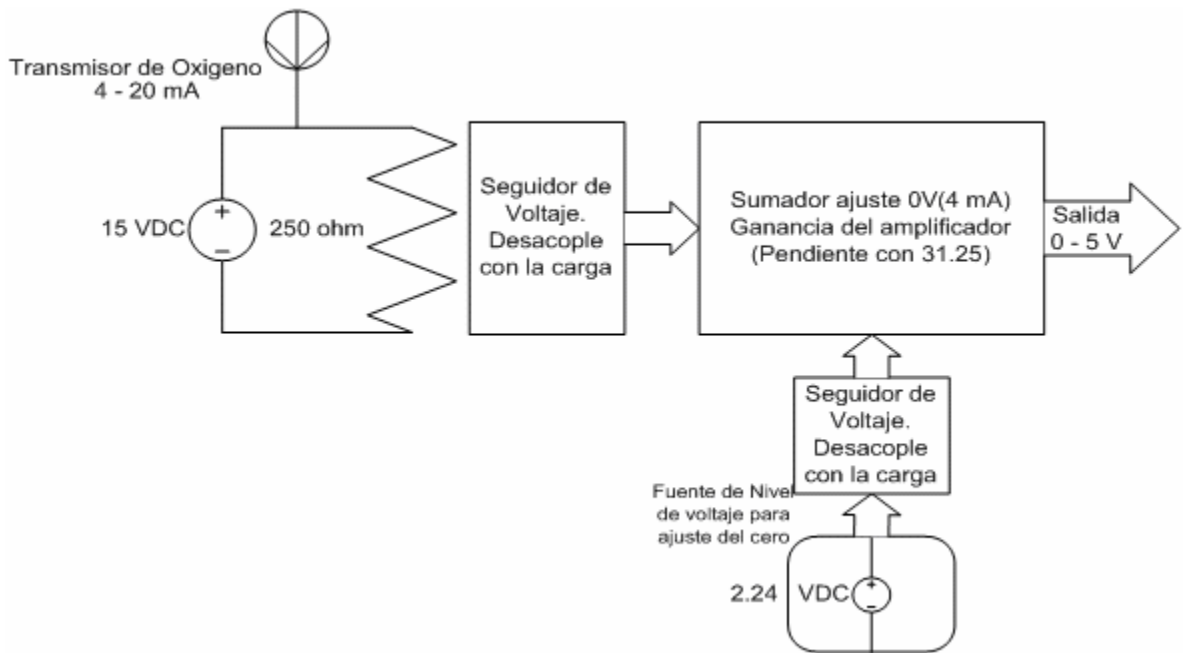 Transmisor de Oxigeno
4 - 20 mA
15 VDC
+
−
250 ohm
Seguidor de
Voltaje.
Desacople
con la carga
Sumador ajuste 0V(4 mA)
Ganancia del amplificador
(Pendiente con 31.25)
Salida
0 - 5 V
Seguidor de
Voltaje.
Desacople
con la carga
Fuente de Nivel
de voltaje para
ajuste del cero
2.24 VDC
+
−